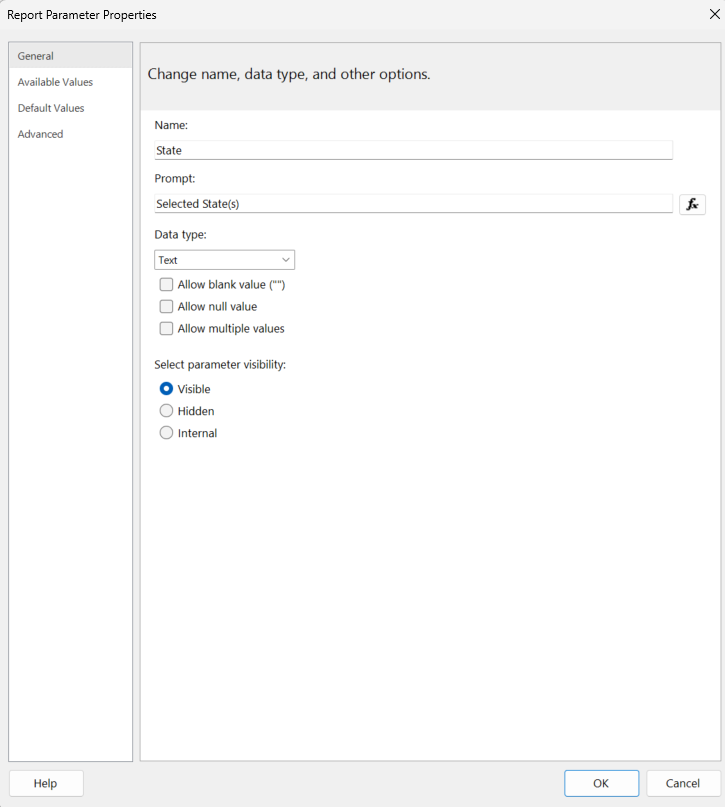 Report Parameter Properties
General
Available Values
Default Values
Advanced
Change name, data type, and other options.
Name:
State
Prompt:
Selected State(s)
fx
Data type:
Text
Allow blank value ("")
Allow null value
Allow multiple values
Select parameter visibility:
Visible
Hidden
Internal
Help
OK
Cancel